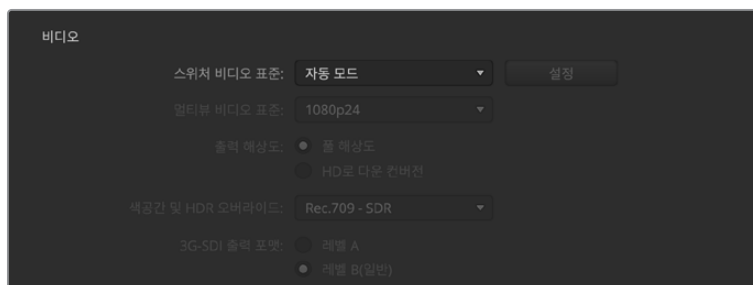 비디오
스위처 비디오 표준: 자동 모드 설정
멀티뷰 비디오 표준: 1080p24
출력 해상도: 풀 해상도
HD로 다운 컨버전
색공간 및 HDR 오버라이드: Rec.709 - SDR
3G-SDI 출력 포맷: 레벨 A
레벨 B(일반)